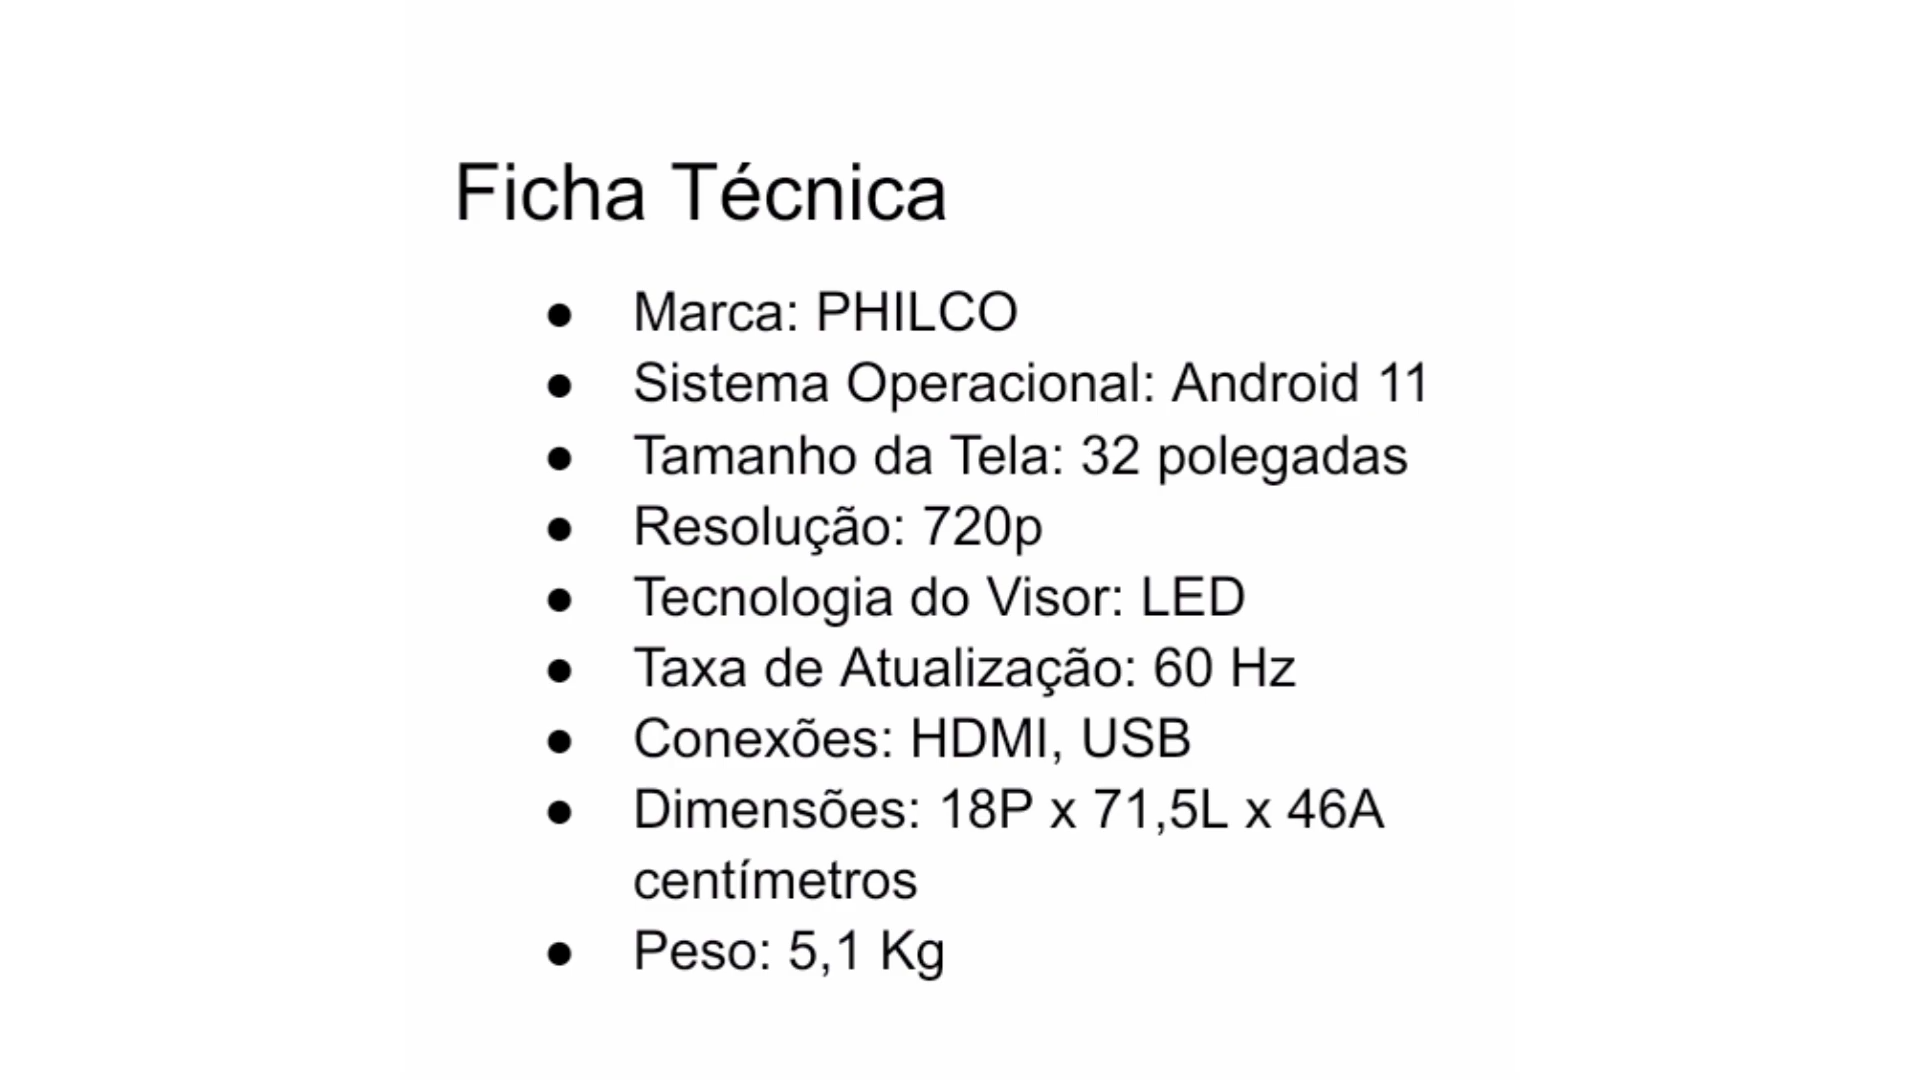 Ficha Técnica
● Marca: PHILCO
● Sistema Operacional: Android 11
● Tamanho da Tela: 32 polegadas
● Resolução: 720p
● Tecnologia do Visor: LED
● Taxa de Atualização: 60 Hz
● Conexões: HDMI, USB
● Dimensões: 18P x 71,5L x 46A
centímetros
● Peso: 5,1 Kg